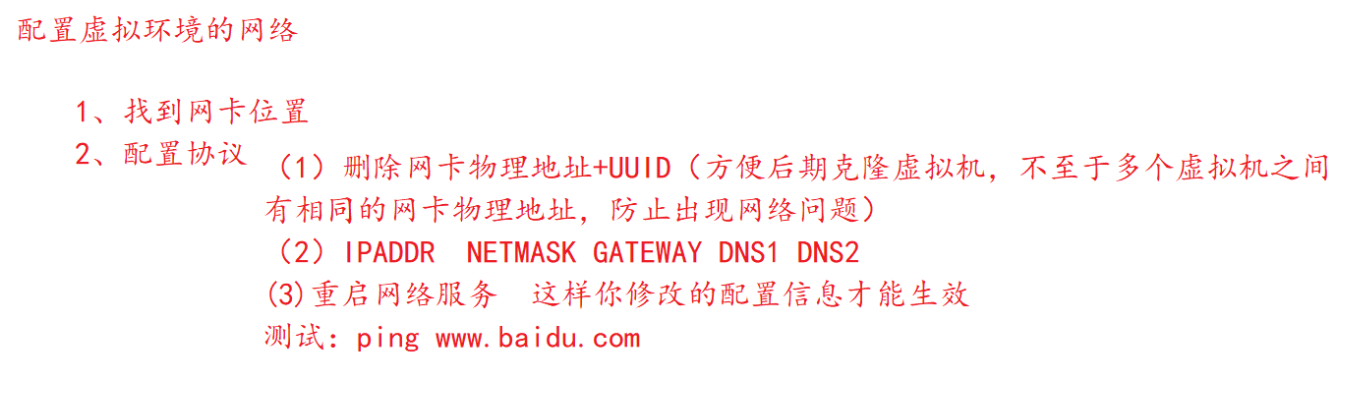 配置虚拟环境的网络
1、找到网卡位置
2、配置协议
（1）删除网卡物理地址+UUID（方便后期克隆虚拟机，不至于多个虚拟机之间
有相同的网卡物理地址，防止出现网络问题）
（2）IPADDR  NETMASK GATEWAY DNS1 DNS2
(3)重启网络服务  这样你修改的配置信息才能生效
测试：ping www.baidu.com